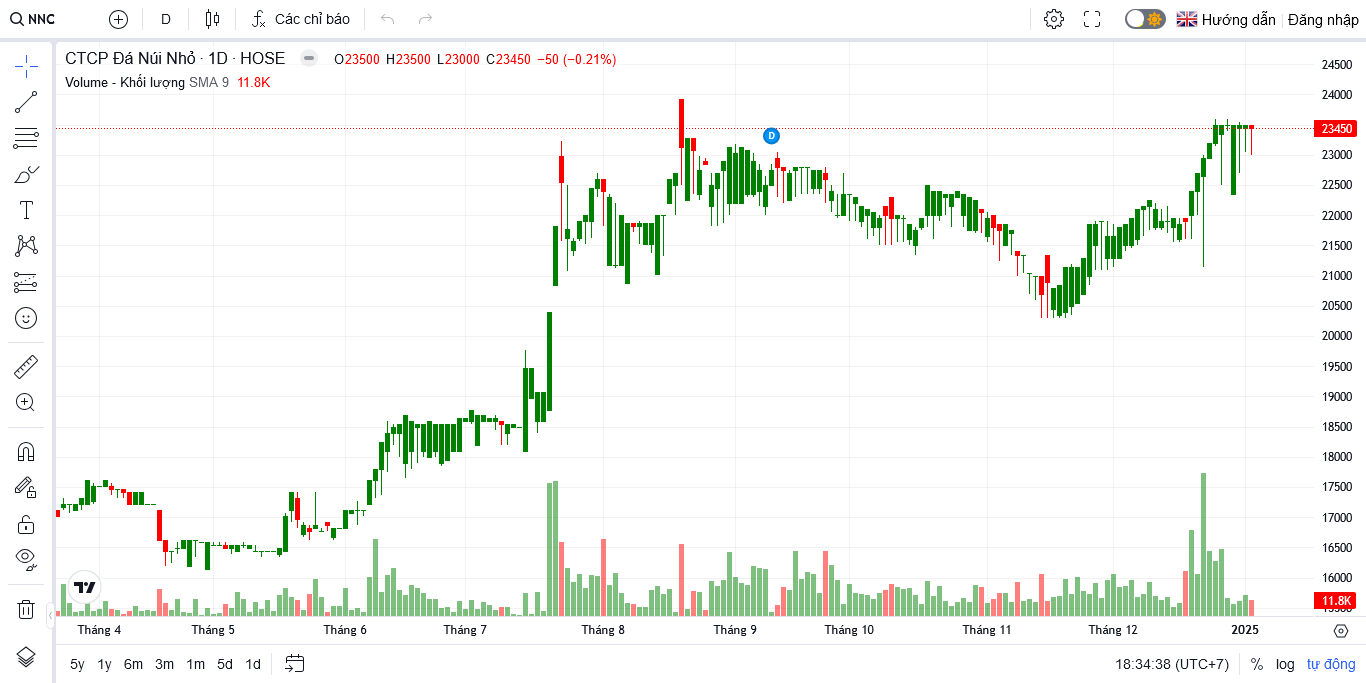 NNC D Các chỉ báo Hướng dẫn Đăng nhập
CTCP Đá Núi Nhỏ · 1D · HOSE O23500 H23500 L23000 C23450 −50 (−0.21%)
Volume - Khối lượng SMA 9 11.8K
D
24500
24000
23450
23000
22500
22000
21500
21000
20500
20000
19500
19000
18500
18000
17500
17000
16500
16000
11.8K
Tháng 4 Tháng 5 Tháng 6 Tháng 7 Tháng 8 Tháng 9 Tháng 10 Tháng 11 Tháng 12 2025
5y 1y 6m 3m 1m 5d 1d 18:34:38 (UTC+7) % log tự động